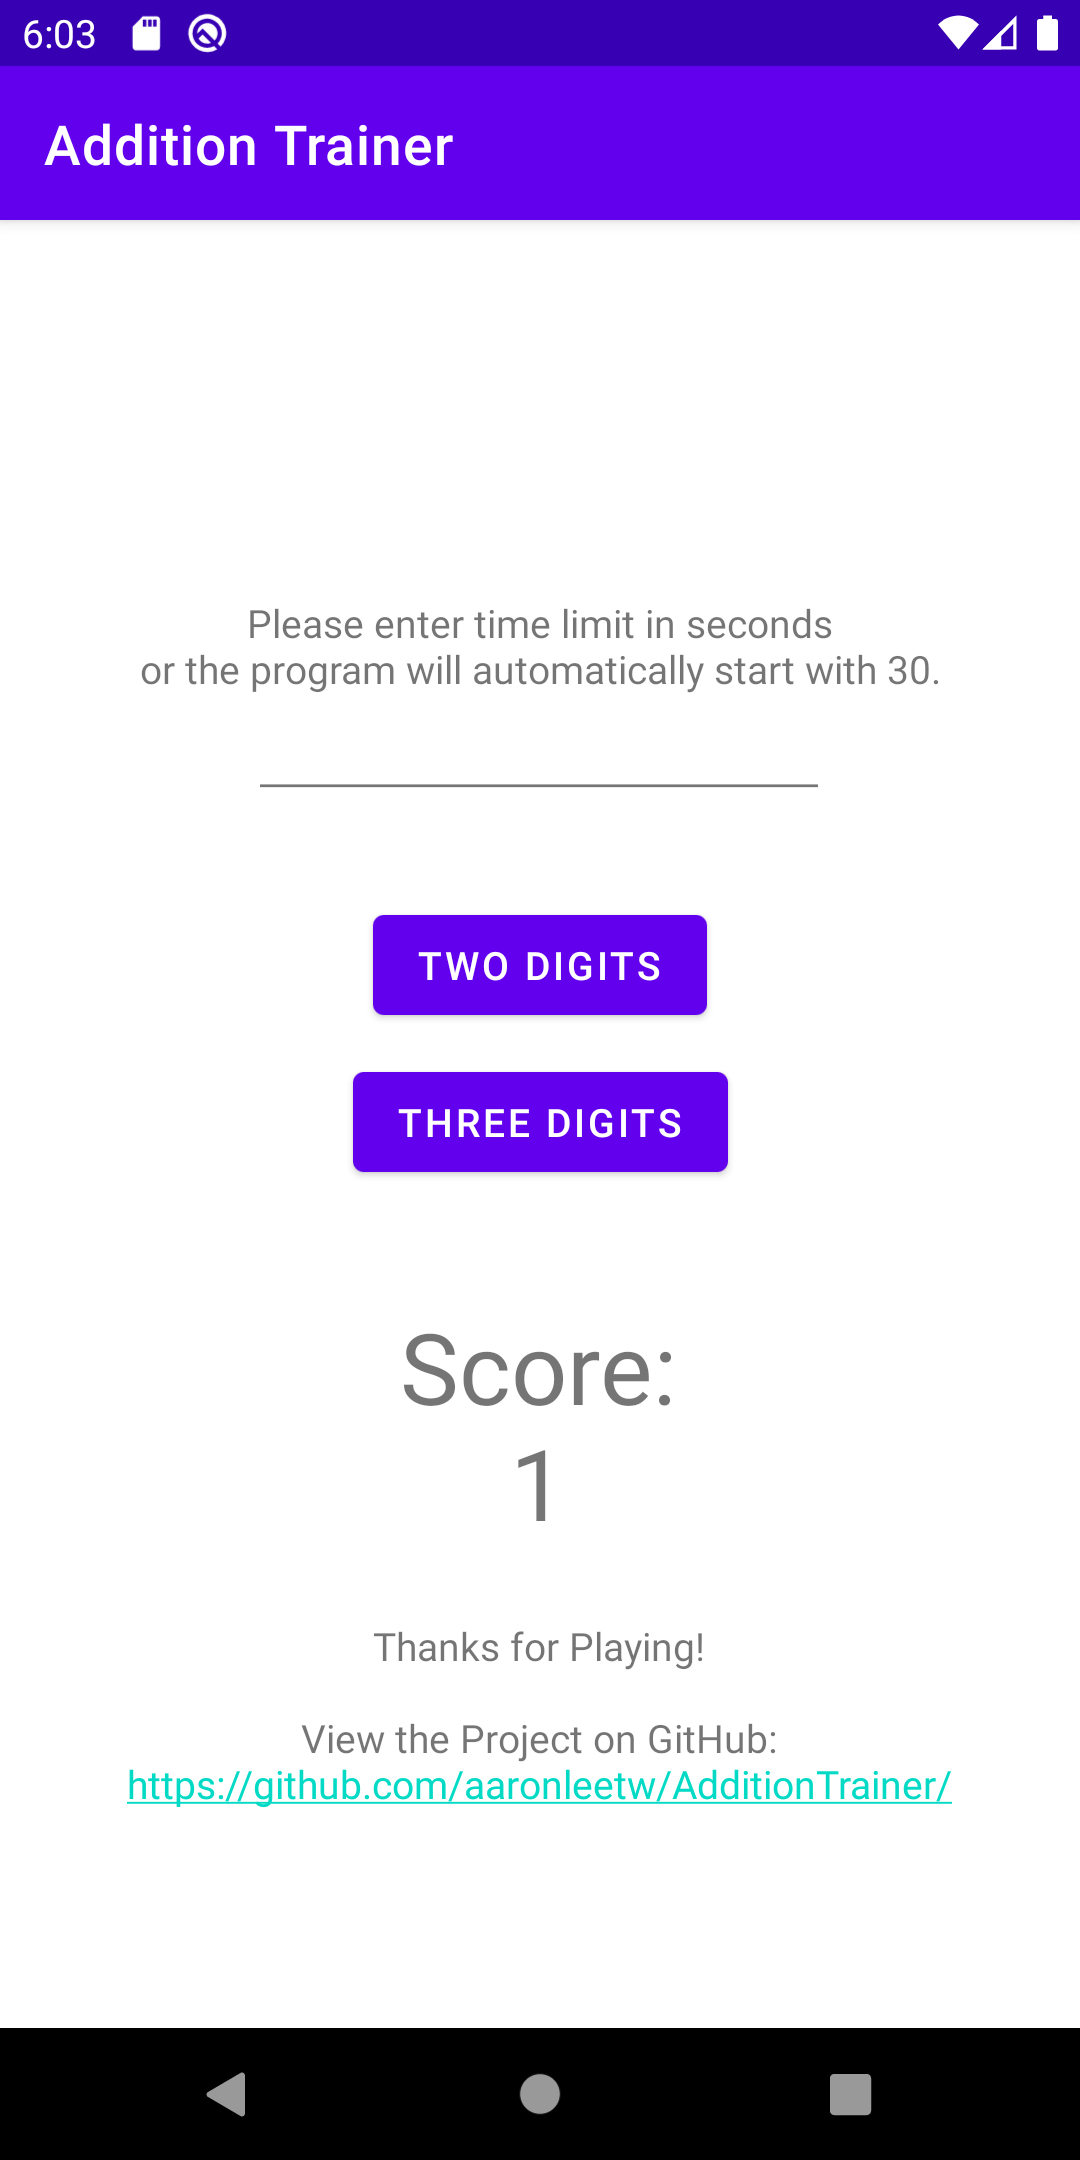 6:03
Addition Trainer
Please enter time limit in seconds
or the program will automatically start with 30.
TWO DIGITS
THREE DIGITS
Score:
1
Thanks for Playing!
View the Project on GitHub:
https://github.com/aaronleetw/AdditionTrainer/